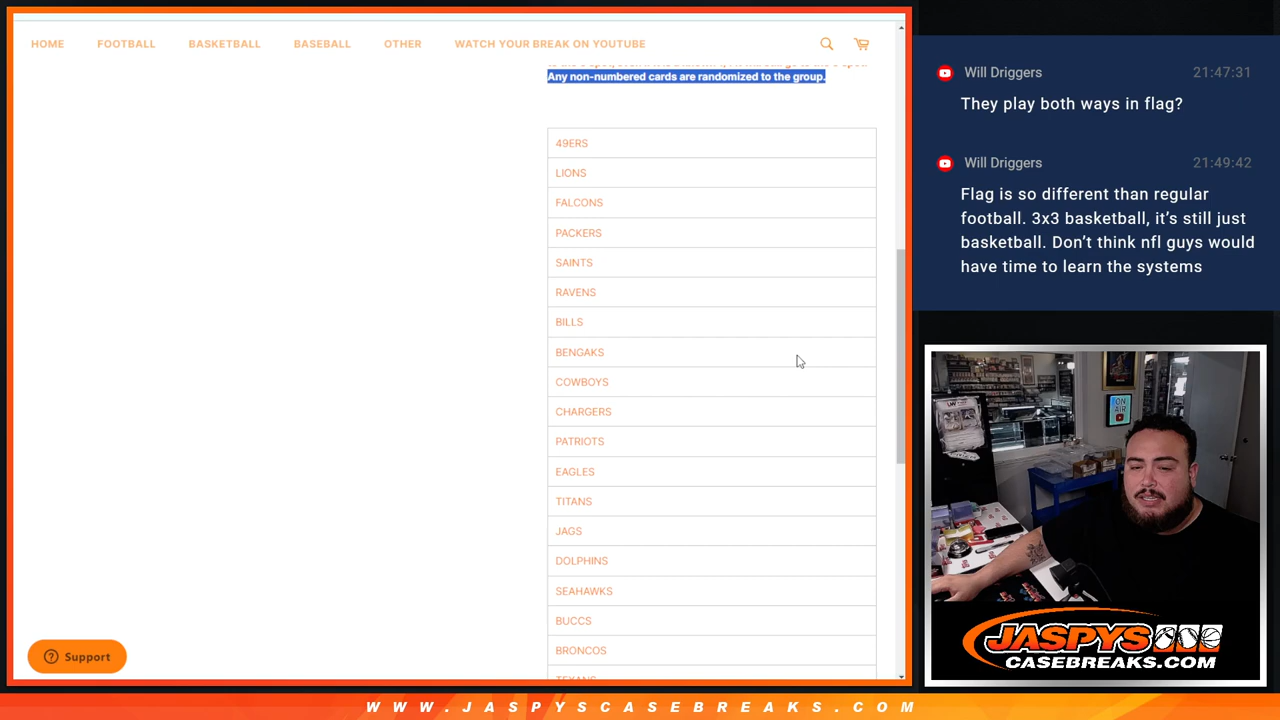 HOME FOOTBALL BASKETBALL BASEBALL OTHER WATCH YOUR BREAK ON YOUTUBE
Any non-numbered cards are randomized to the group.
49ERS
LIONS
FALCONS
PACKERS
SAINTS
RAVENS
BILLS
BENGAKS
COWBOYS
CHARGERS
PATRIOTS
EAGLES
TITANS
JAGS
DOLPHINS
SEAHAWKS
BUCCS
BRONCOS
TEXANS
Support
Will Driggers 21:47:31
They play both ways in flag?
Will Driggers 21:49:42
Flag is so different than regular
football. 3x3 basketball, it’s still just
basketball. Don’t think nfl guys would
have time to learn the systems
ON
AIR
JASPYS
CASEBREAKS.COM
WWW.JASPYSCASEBREAKS.COM